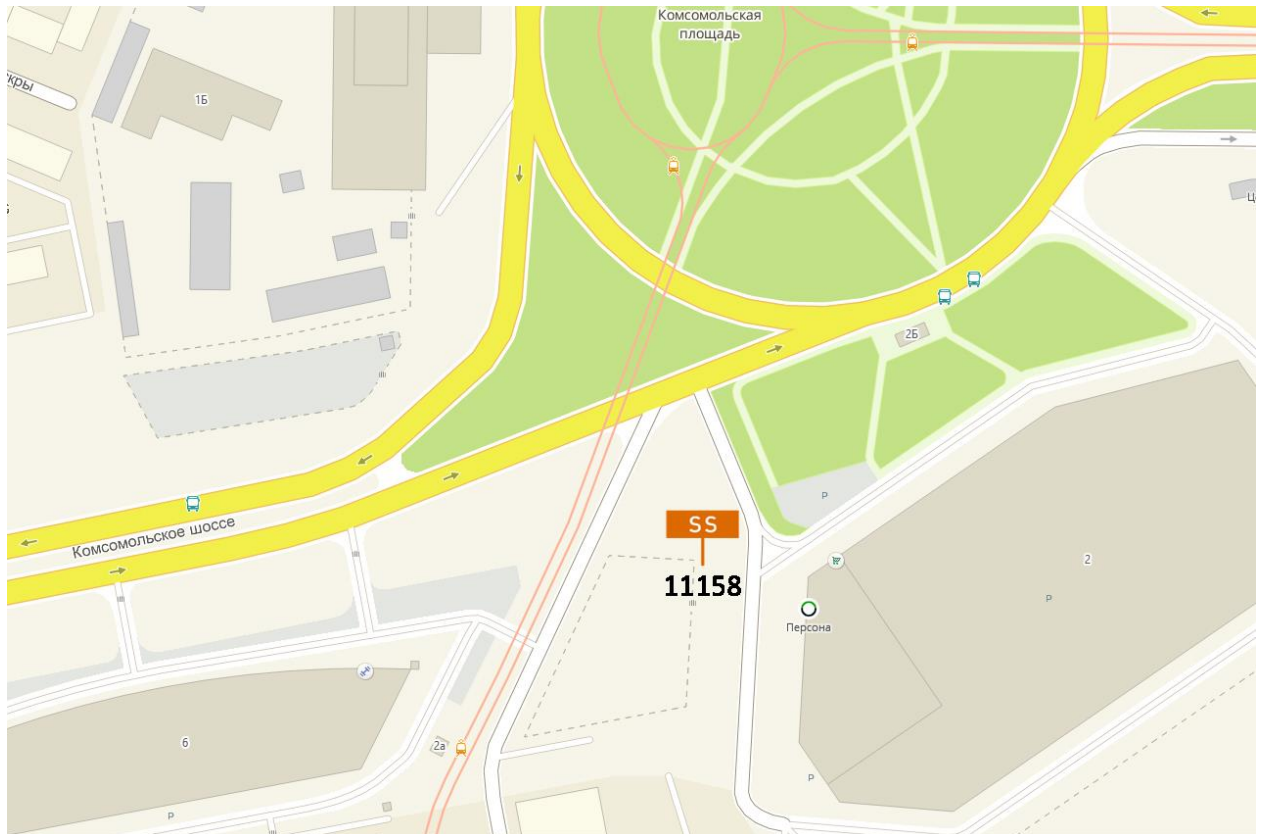 Комсомольская
площадь
1Б
2Б
P
Комсомольское шоссе
SS
11158
2
P
Персона
6
2а
P
P